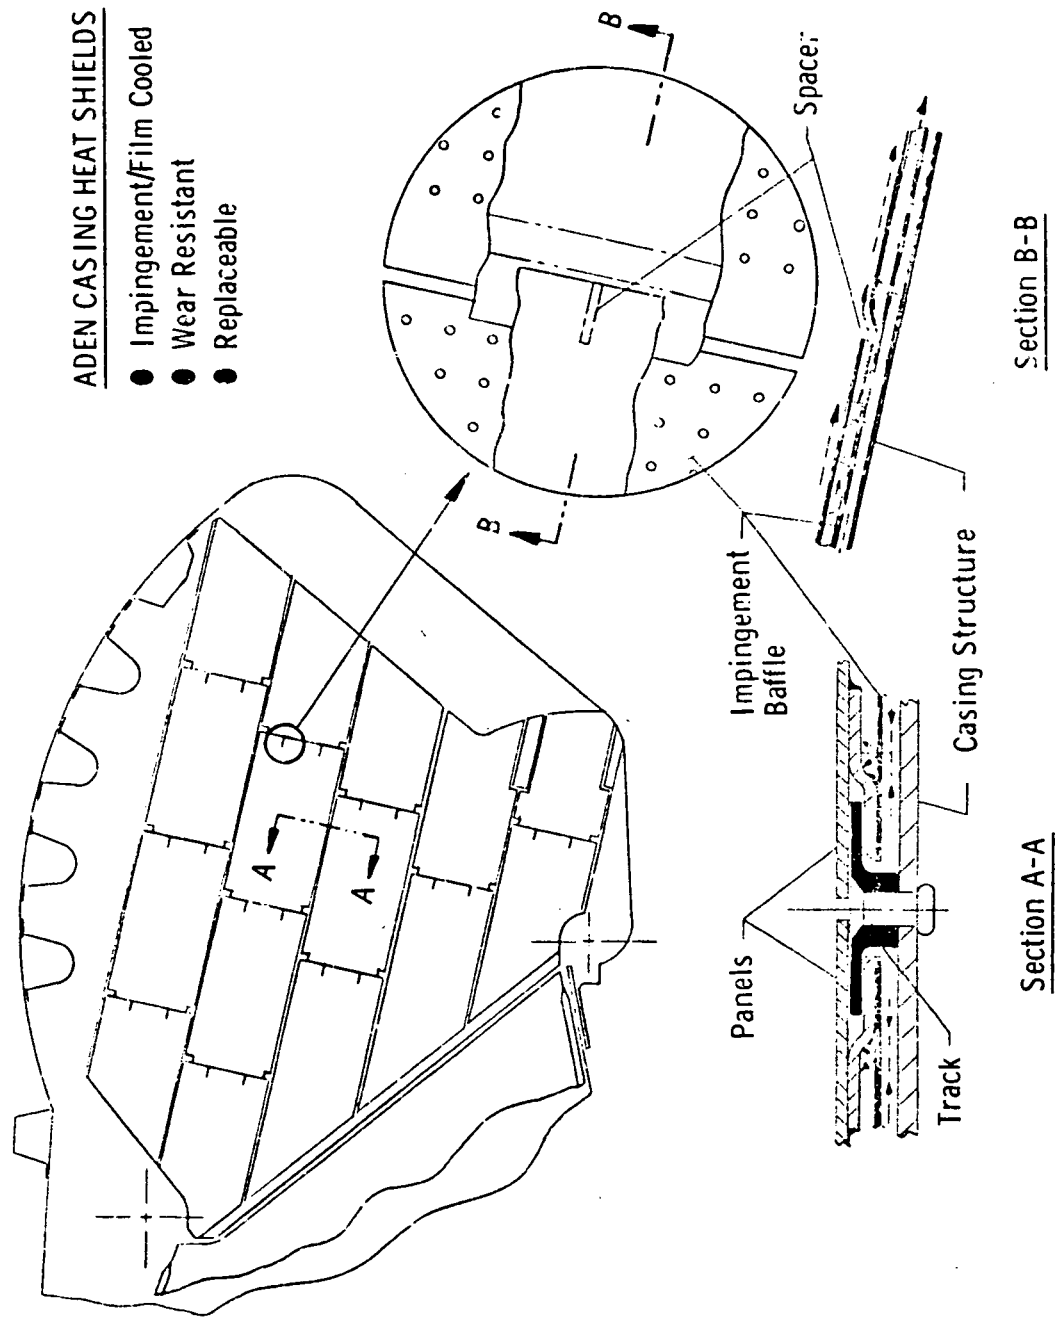 ADEN CASING HEAT SHIELDS
● Impingement/Film Cooled
● Wear Resistant
● Replaceable
A
A
B
B
Panels
Track
Impingement
Baffle
Casing Structure
Spacer
Section A-A
Section B-B